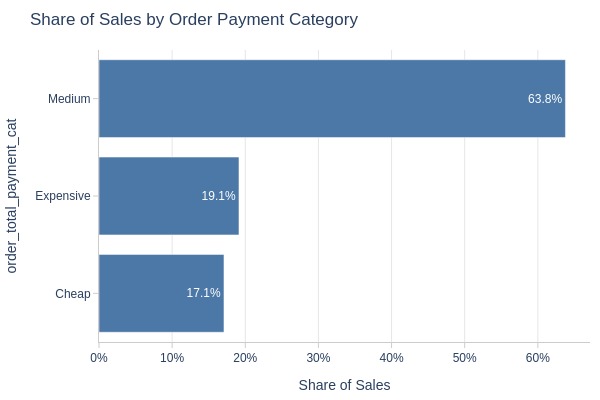 Share of Sales by Order Payment Category
order_total_payment_cat
Medium
63.8%
Expensive
19.1%
Cheap
17.1%
0% 10% 20% 30% 40% 50% 60%
Share of Sales